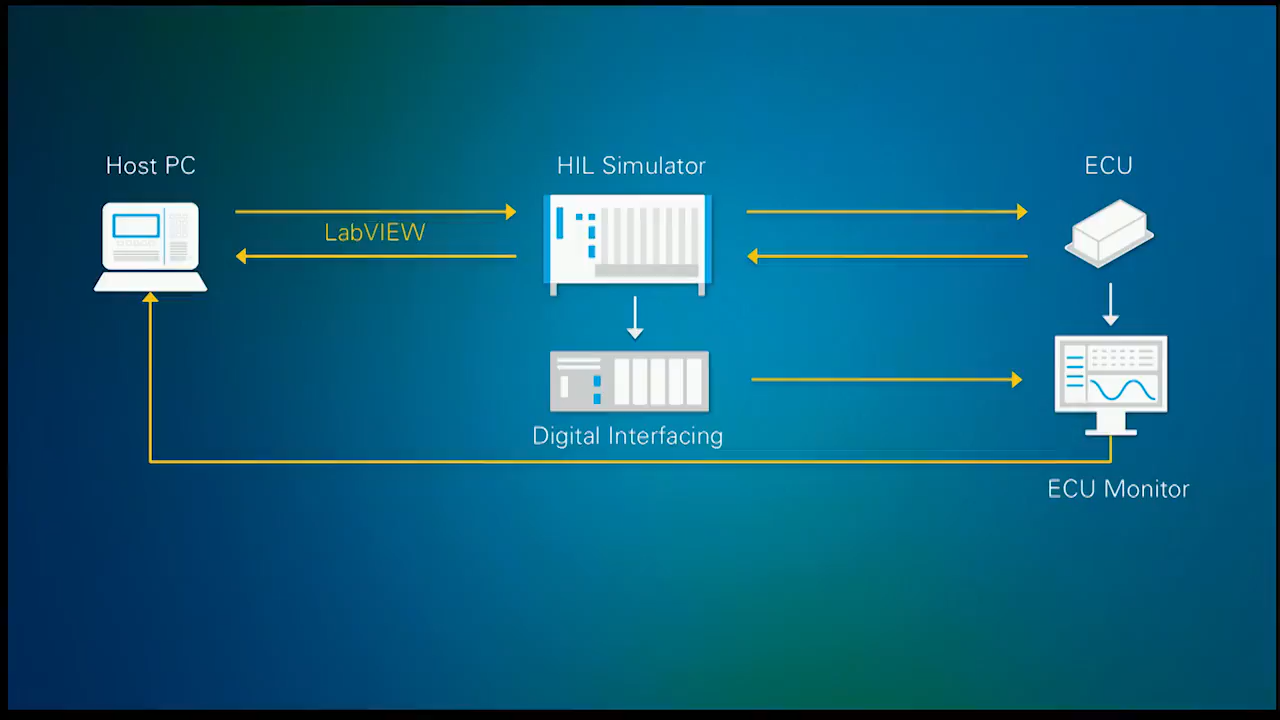 Host PC
HIL Simulator
ECU
LabVIEW
Digital Interfacing
ECU Monitor